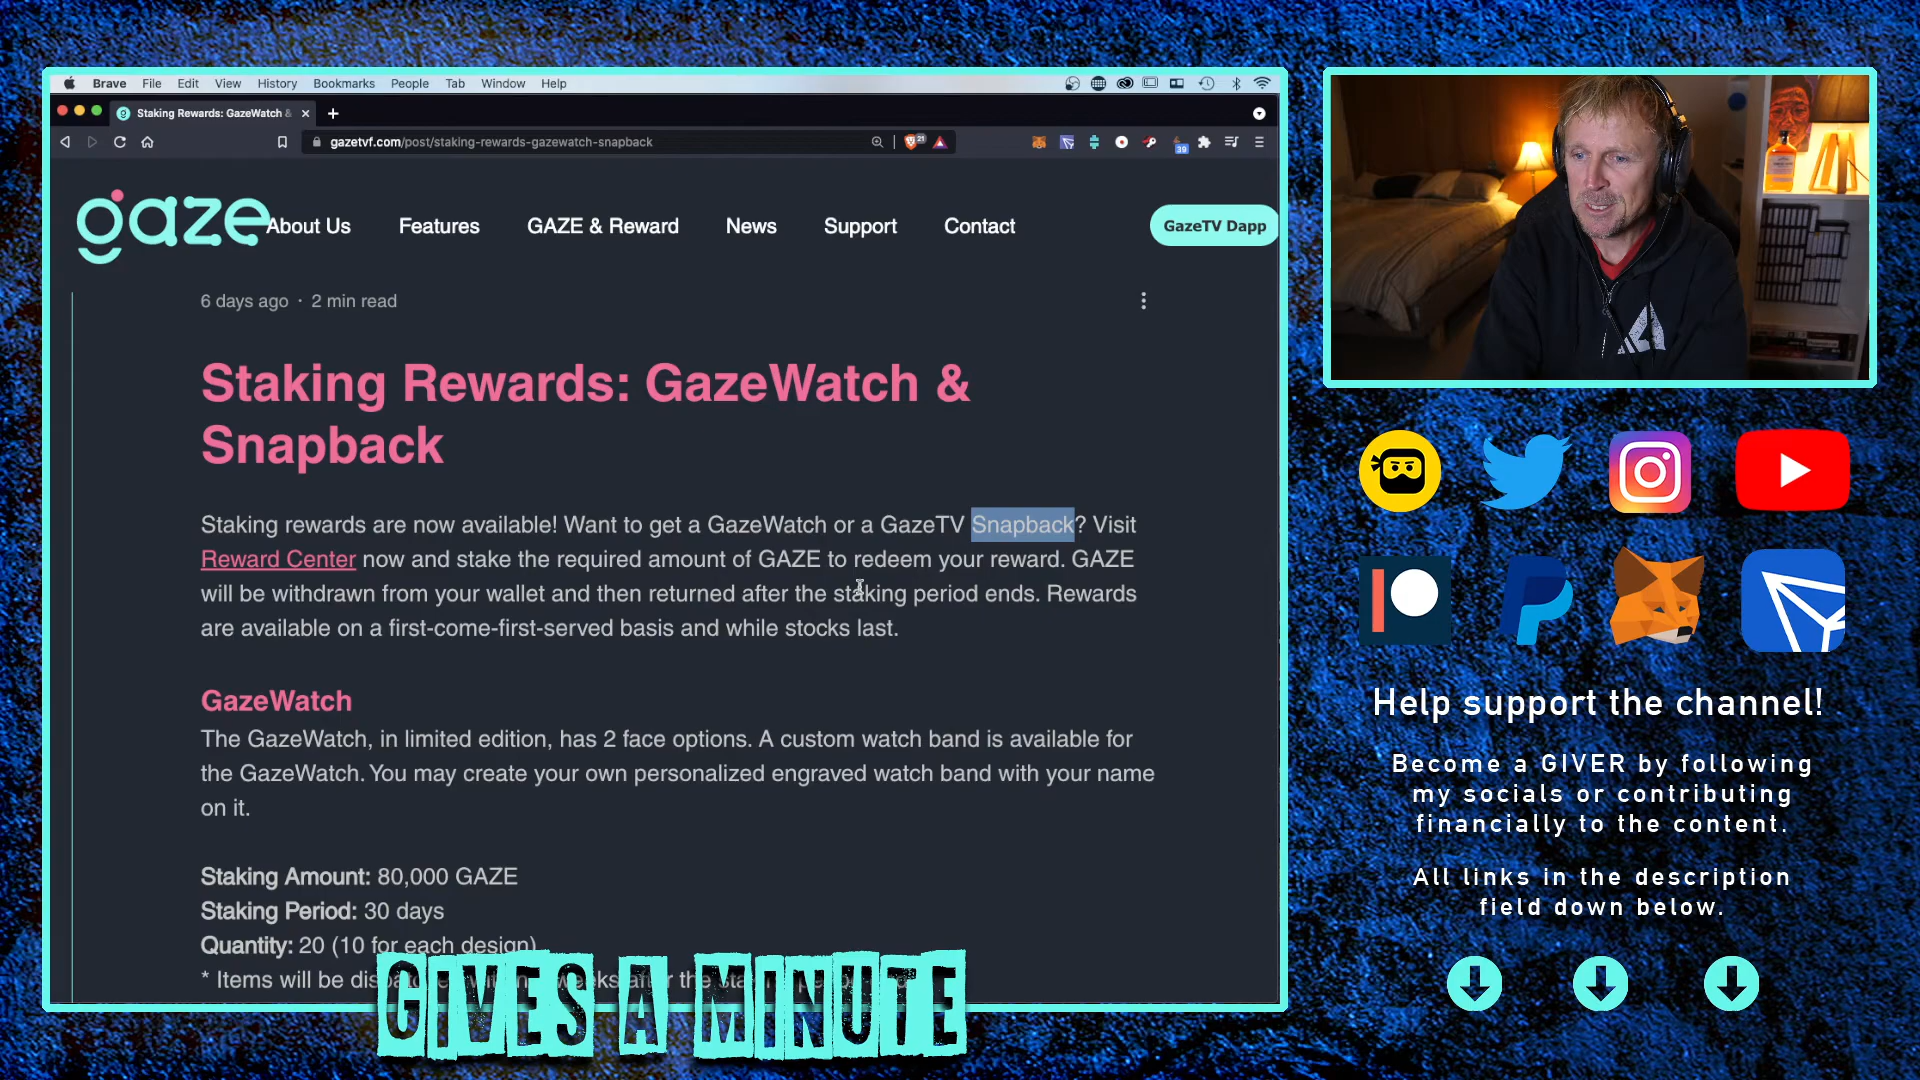 Brave File Edit View History Bookmarks People Tab Window Help
Staking Rewards: GazeWatch &
gazetvf.com/post/staking-rewards-gazewatch-snapback
21
39
gaze
About Us Features GAZE & Reward News Support Contact GazeTV Dapp
6 days ago · 2 min read
Staking Rewards: GazeWatch &
Snapback
Staking rewards are now available! Want to get a GazeWatch or a GazeTV Snapback? Visit
Reward Center now and stake the required amount of GAZE to redeem your reward. GAZE
will be withdrawn from your wallet and then returned after the staking period ends. Rewards
are available on a first-come-first-served basis and while stocks last.
GazeWatch
The GazeWatch, in limited edition, has 2 face options. A custom watch band is available for
the GazeWatch. You may create your own personalized engraved watch band with your name
on it.
Staking Amount: 80,000 GAZE
Staking Period: 30 days
Quantity: 20 (10 for each design)
* Items will be after the
GIVES A MINUTE
Help support the channel!
Become a GIVER by following
my socials or contributing
financially to the content.
All links in the description
field down below.